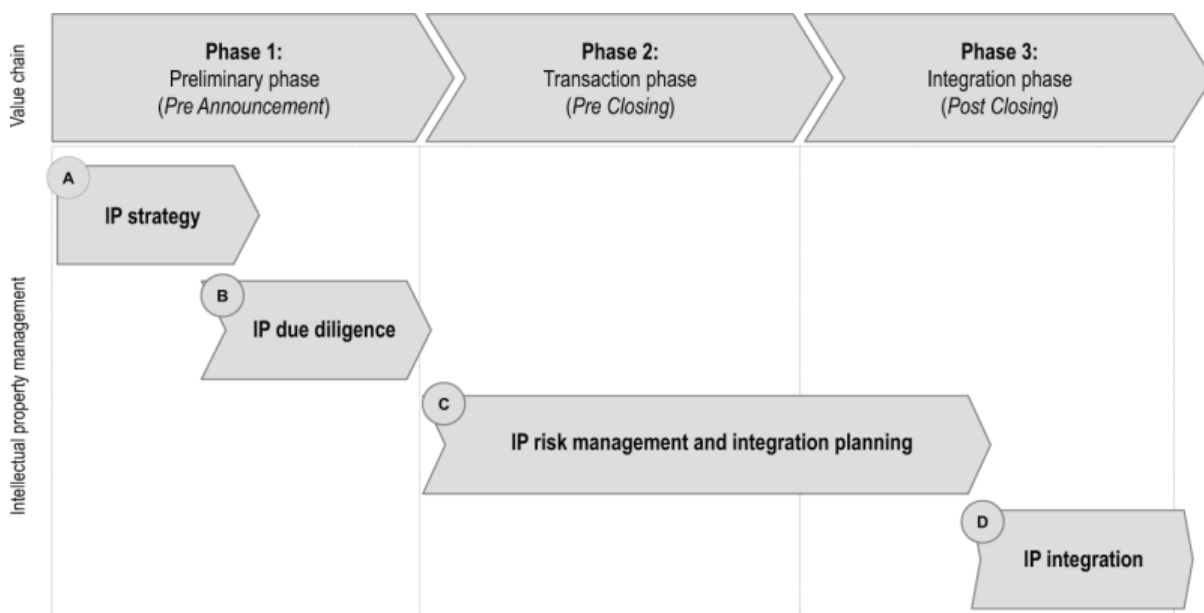 Value chain
Phase 1:
Preliminary phase
(Pre Announcement)
Phase 2:
Transaction phase
(Pre Closing)
Phase 3:
Integration phase
(Post Closing)
Intellectual property management
A
IP strategy
B
IP due diligence
C
IP risk management and integration planning
D
IP integration